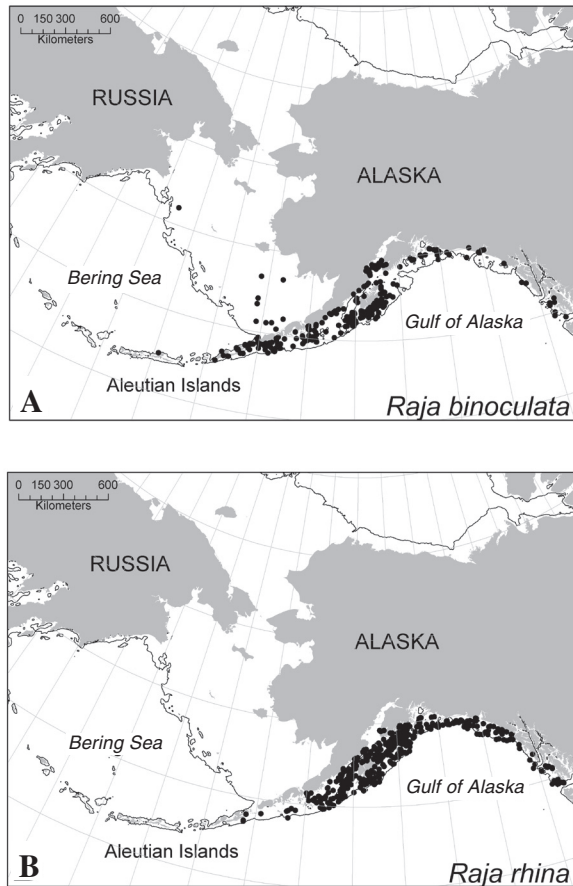 0 150 300 600
Kilometers
RUSSIA
ALASKA
Bering Sea
Gulf of Alaska
Aleutian Islands
A
Raja binoculata
0 150 300 600
Kilometers
RUSSIA
ALASKA
Bering Sea
Gulf of Alaska
Aleutian Islands
B
Raja rhina